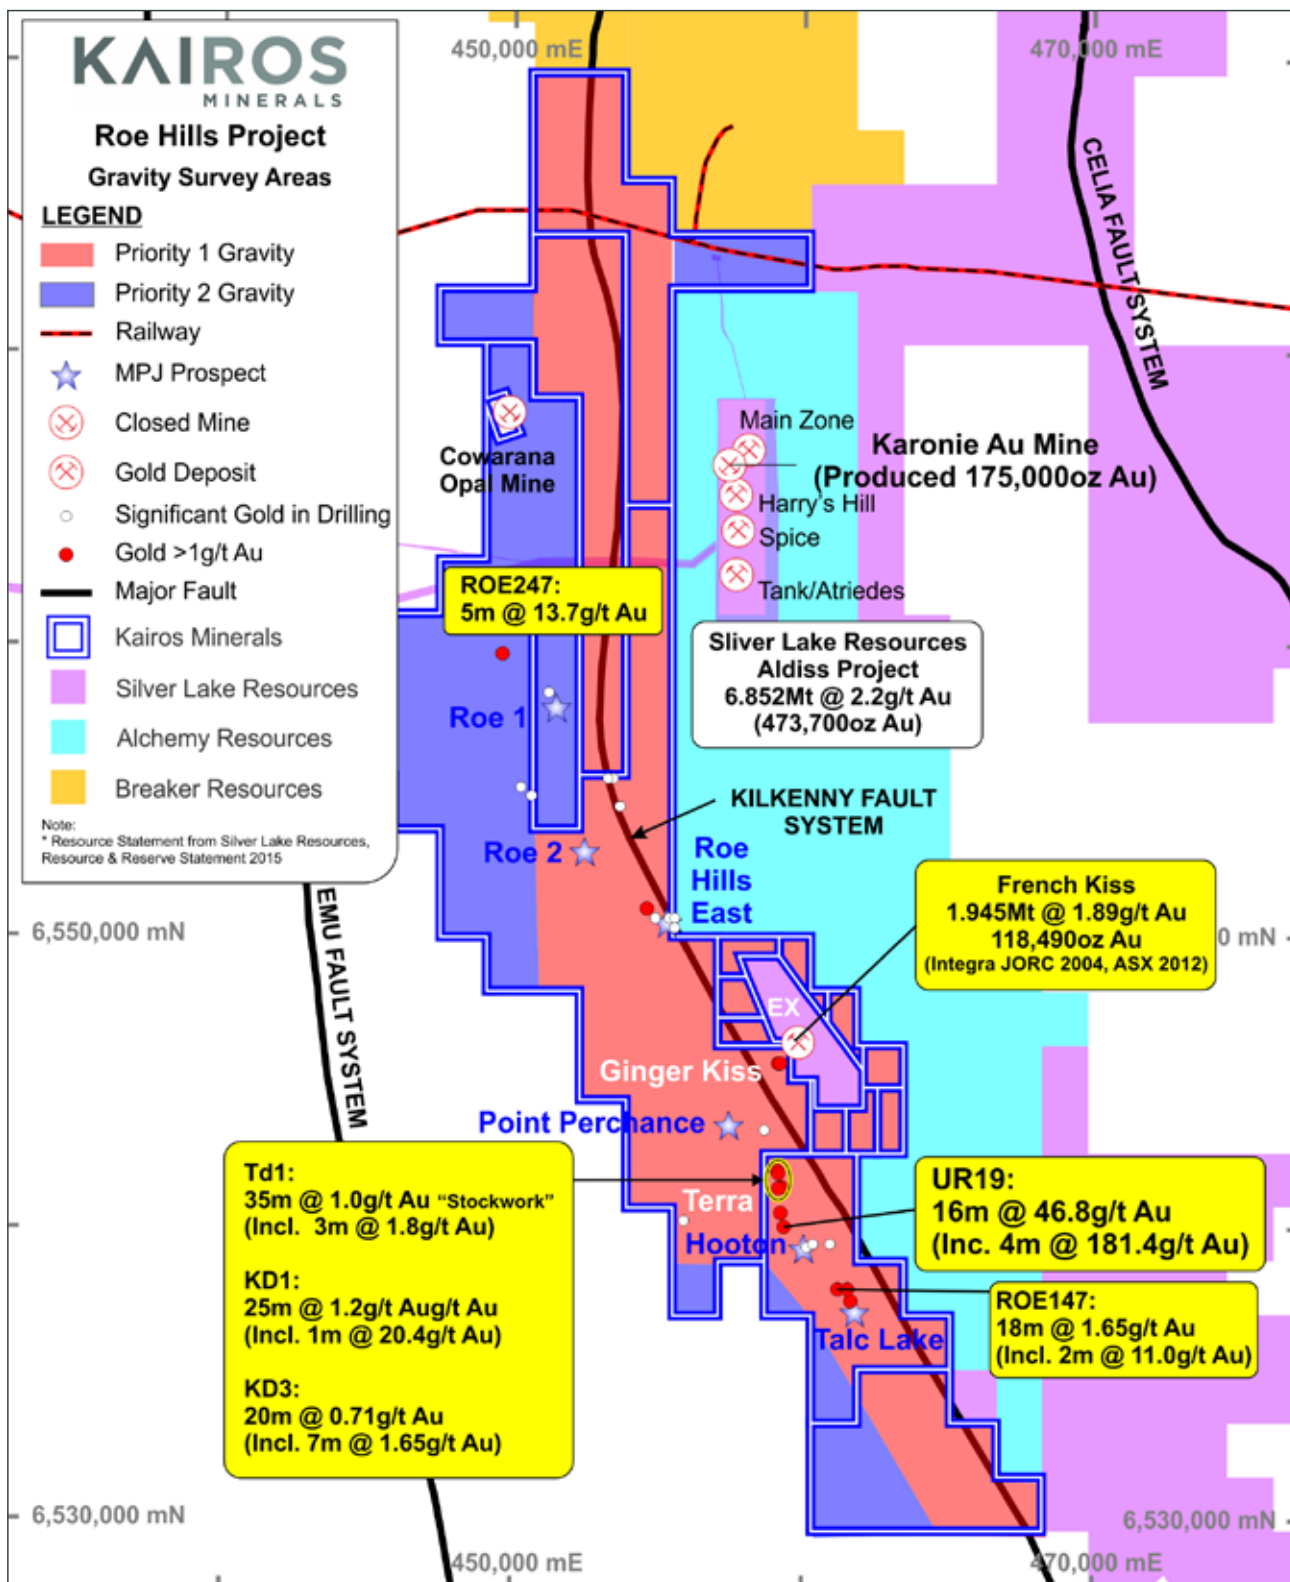 KAIROS
MINERALS
Roe Hills Project
Gravity Survey Areas
LEGEND
Priority 1 Gravity
Priority 2 Gravity
Railway
MPJ Prospect
Closed Mine
Gold Deposit
Significant Gold in Drilling
Gold >1g/t Au
Major Fault
Kairos Minerals
Silver Lake Resources
Alchemy Resources
Breaker Resources
Note:
* Resource Statement from Silver Lake Resources,
Resource & Reserve Statement 2015
450,000 mE
470,000 mE
CELIA FAULT SYSTEM
Cowarana
Opal Mine
Main Zone
Karonie Au Mine
(Produced 175,000oz Au)
Harry's Hill
Spice
Tank/Atriedes
ROE247:
5m @ 13.7g/t Au
Sliver Lake Resources
Aldiss Project
6.852Mt @ 2.2g/t Au
(473,700oz Au)
Roe 1
KILKENNY FAULT
SYSTEM
Roe 2
Roe
Hills
East
French Kiss
1.945Mt @ 1.89g/t Au
118,490oz Au
(Integra JORC 2004, ASX 2012)
6,550,000 mN
0 mN
EMU FAULT SYSTEM
EX
Ginger Kiss
Point Perchance
Td1:
35m @ 1.0g/t Au "Stockwork"
(Incl. 3m @ 1.8g/t Au)
KD1:
25m @ 1.2g/t Aug/t Au
(Incl. 1m @ 20.4g/t Au)
KD3:
20m @ 0.71g/t Au
(Incl. 7m @ 1.65g/t Au)
Terra
UR19:
16m @ 46.8g/t Au
(Inc. 4m @ 181.4g/t Au)
Hooton
ROE147:
18m @ 1.65g/t Au
(Incl. 2m @ 11.0g/t Au)
Talc Lake
6,530,000 mN
6,530,000 mN
450,000 mE
470,000 mE